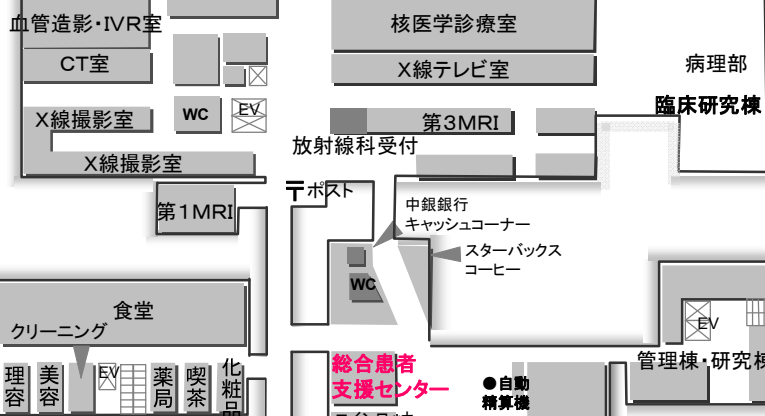 血管造影・IVR室
核医学診療室
CT室
X線テレビ室
病理部
臨床研究棟
X線撮影室
WC
EV
第3MRI
放射線科受付
X線撮影室
〒ポスト
第1MRI
中銀銀行
キャッシュコーナー
スターバックス
コーヒー
WC
食堂
クリーニング
EV
総合患者
支援センター
管理棟・研究棟
理容
美容
EV
薬局
喫茶
化粧品
●自動
精算機